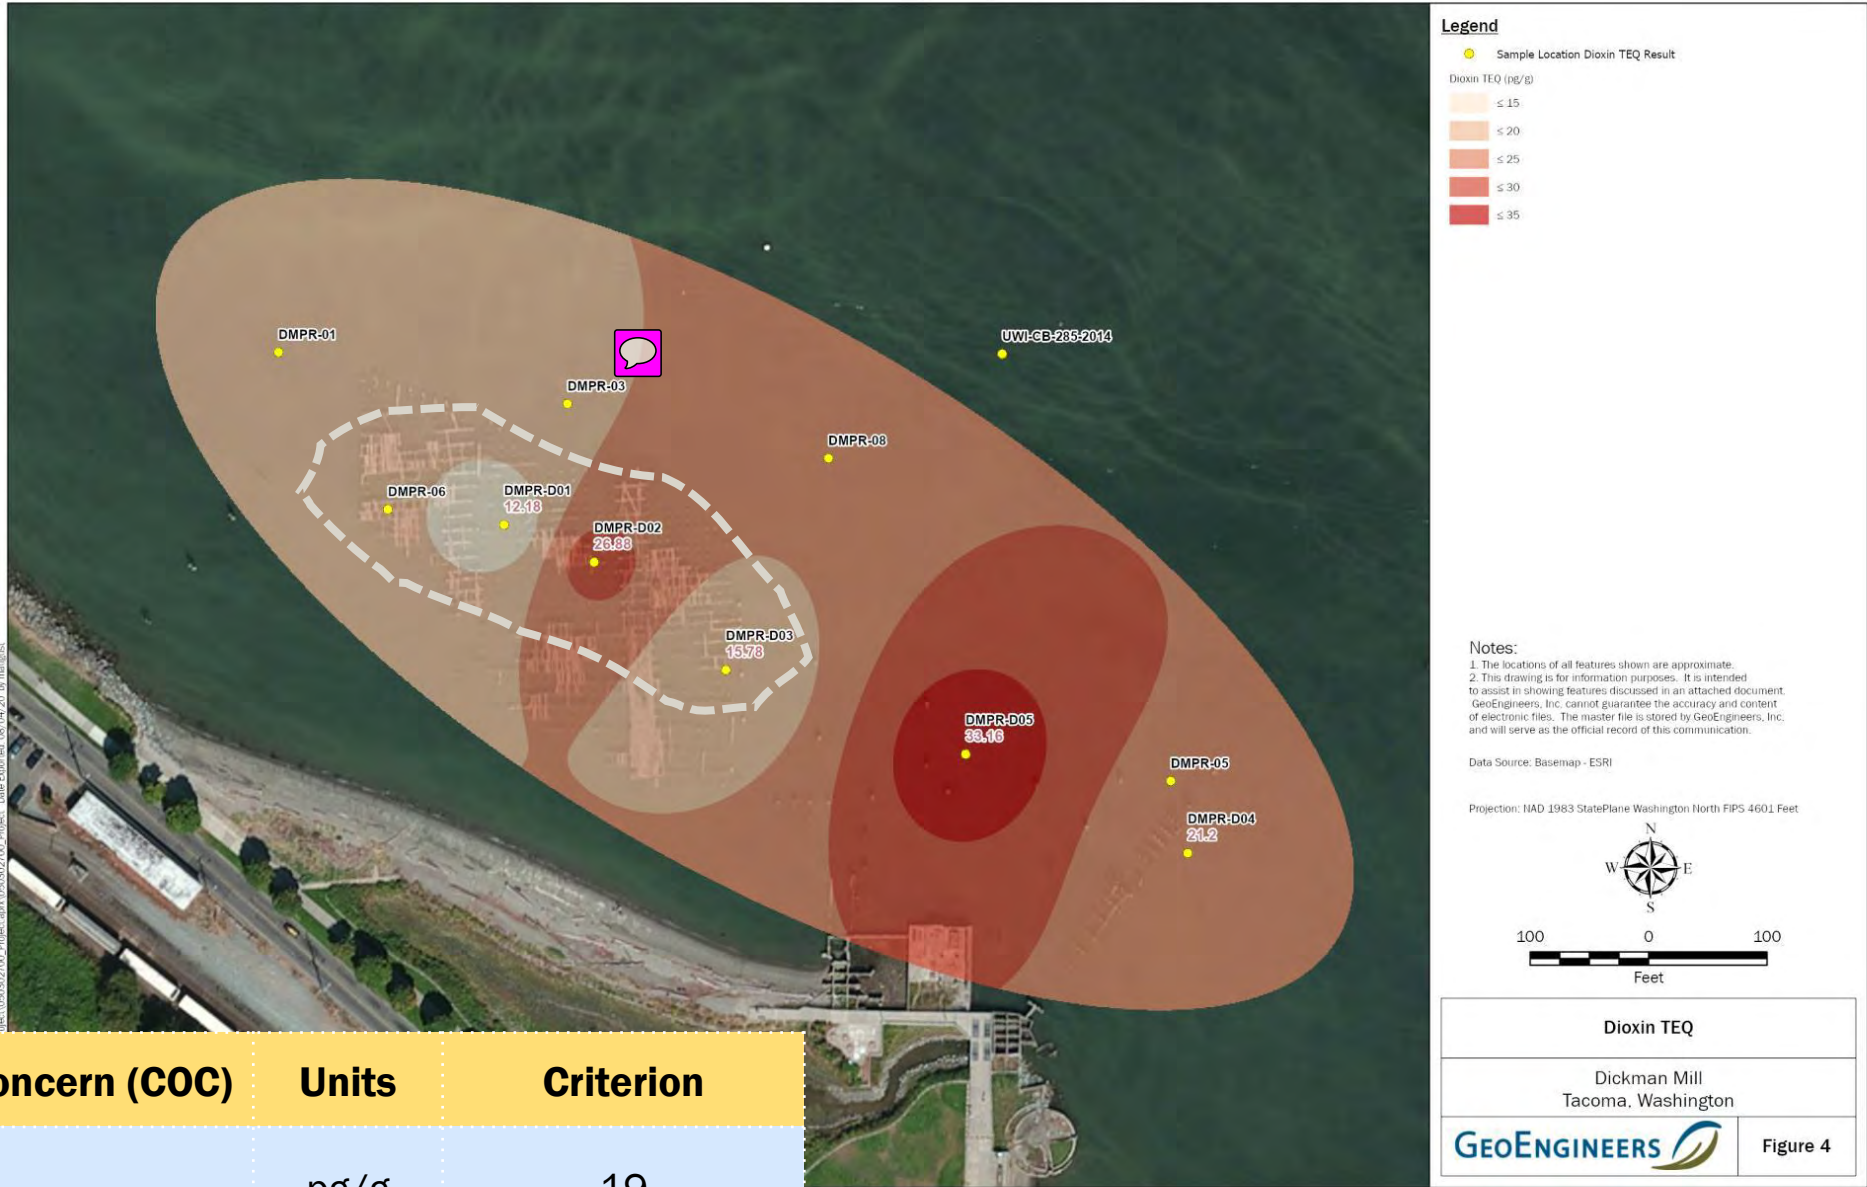 Legend
Sample Location Dioxin TEQ Result
Dioxin TEQ (pg/g)
≤ 15
≤ 20
≤ 25
≤ 30
≤ 35
DMPR-01
UWI-CB-285-2014
DMPR-03
DMPR-08
DMPR-06
DMPR-D01
12.18
DMPR-D02
26.88
DMPR-D03
15.78
DMPR-D05
33.16
DMPR-05
DMPR-D04
21.2
Notes:
1. The locations of all features shown are approximate.
2. This drawing is for information purposes. It is intended
to assist in showing features discussed in an attached document.
GeoEngineers, Inc. cannot guarantee the accuracy and content
of electronic files. The master file is stored by GeoEngineers, Inc.
and will serve as the official record of this communication.
Data Source: Basemap - ESRI
Projection: NAD 1983 StatePlane Washington North FIPS 4601 Feet
N
W E
S
100 0 100
Feet
Dioxin TEQ
Dickman Mill
Tacoma, Washington
GEOENGINEERS
Figure 4
oncern (COC) Units Criterion
pg/g 19